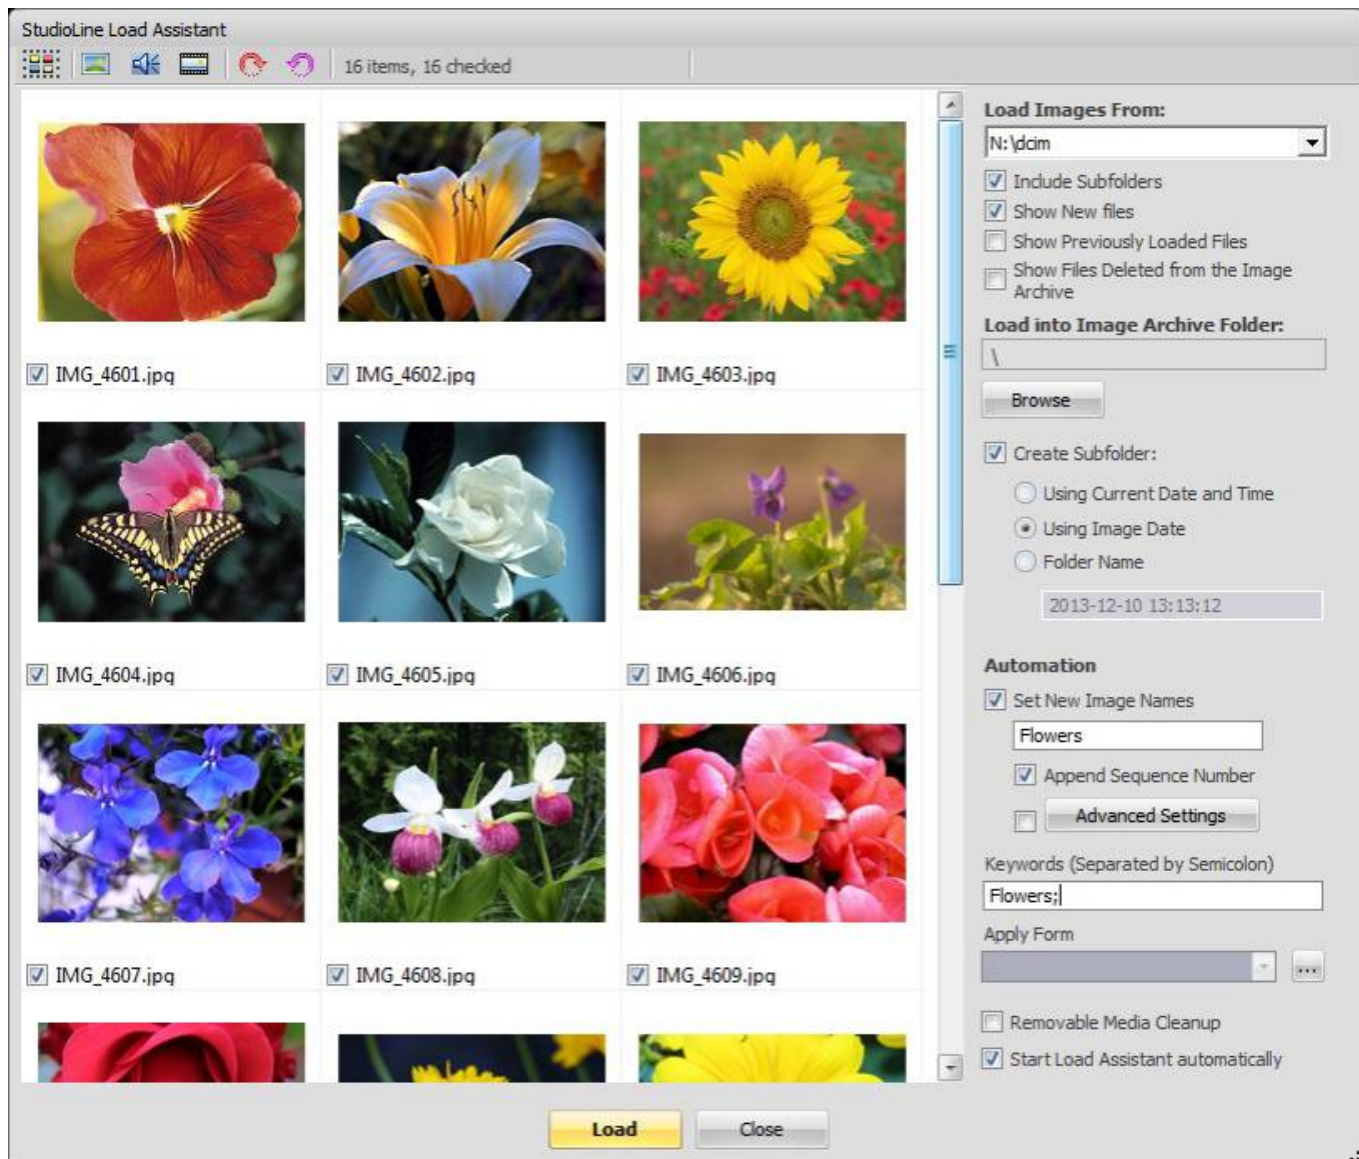 StudioLine Load Assistant
16 items, 16 checked
IMG_4601.jpg
IMG_4602.jpg
IMG_4603.jpg
IMG_4604.jpg
IMG_4605.jpg
IMG_4606.jpg
IMG_4607.jpg
IMG_4608.jpg
IMG_4609.jpg
Load Images From:
N:\dcim
Include Subfolders
Show New files
Show Previously Loaded Files
Show Files Deleted from the Image
Archive
Load into Image Archive Folder:
\
Browse
Create Subfolder:
Using Current Date and Time
Using Image Date
Folder Name
2013-12-10 13:13:12
Automation
Set New Image Names
Flowers
Append Sequence Number
Advanced Settings
Keywords (Separated by Semicolon)
Flowers;
Apply Form
...
Removable Media Cleanup
Start Load Assistant automatically
Load
Close